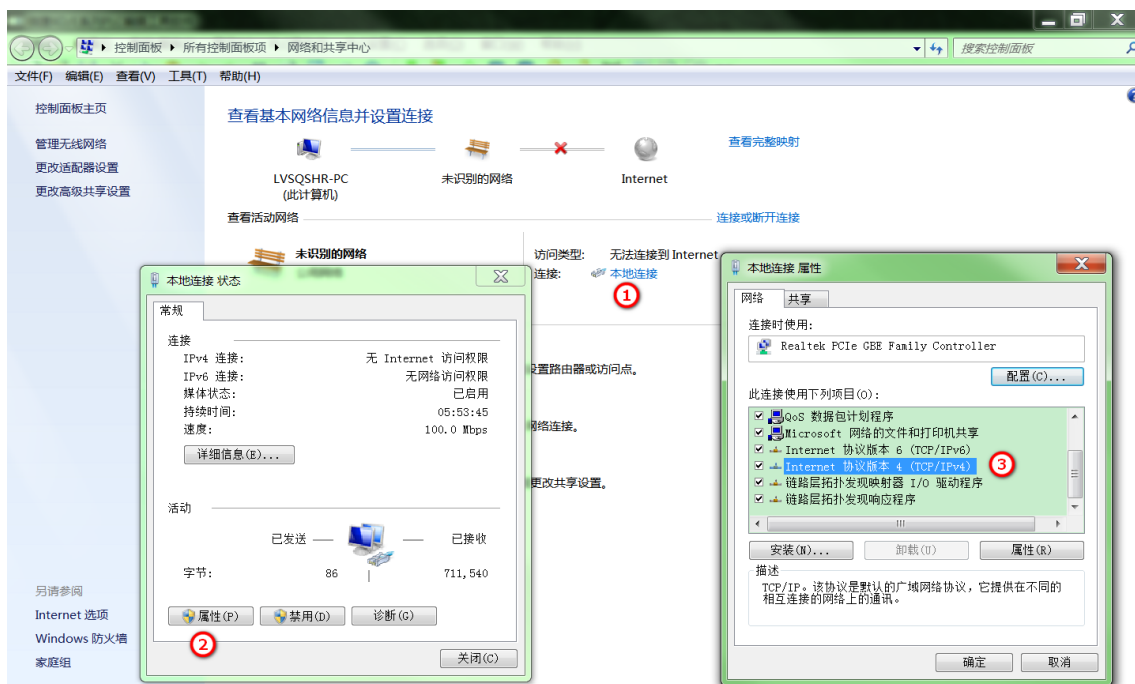 控制面板 ▸ 所有控制面板项 ▸ 网络和共享中心
搜索控制面板
文件(F) 编辑(E) 查看(V) 工具(T) 帮助(H)
控制面板主页
管理无线网络
更改适配器设置
更改高级共享设置
查看基本网络信息并设置连接
查看完整映射
LVSQSHR-PC
(此计算机)
未识别的网络
Internet
查看活动网络
连接或断开连接
未识别的网络
访问类型: 无法连接到 Internet
连接: 本地连接
①
置路由器或访问点。
网络连接。
更改共享设置。
本地连接 状态
常规
连接
IPv4 连接: 无 Internet 访问权限
IPv6 连接: 无网络访问权限
媒体状态: 已启用
持续时间: 05:53:45
速度: 100.0 Mbps
详细信息(E)...
活动
已发送 — — 已接收
字节: 86 | 711,540
属性(P) 禁用(D) 诊断(G)
②
关闭(C)
本地连接 属性
网络 共享
连接时使用:
Realtek PCIe GBE Family Controller
配置(C)...
此连接使用下列项目(O):
QoS 数据包计划程序
Microsoft 网络的文件和打印机共享
Internet 协议版本 6 (TCP/IPv6)
Internet 协议版本 4 (TCP/IPv4)
③
链路层拓扑发现映射器 I/O 驱动程序
链路层拓扑发现响应程序
安装(N)... 卸载(U) 属性(R)
描述
TCP/IP。该协议是默认的广域网络协议，它提供在不同的
相互连接的网络上的通讯。
确定 取消
另请参阅
Internet 选项
Windows 防火墙
家庭组